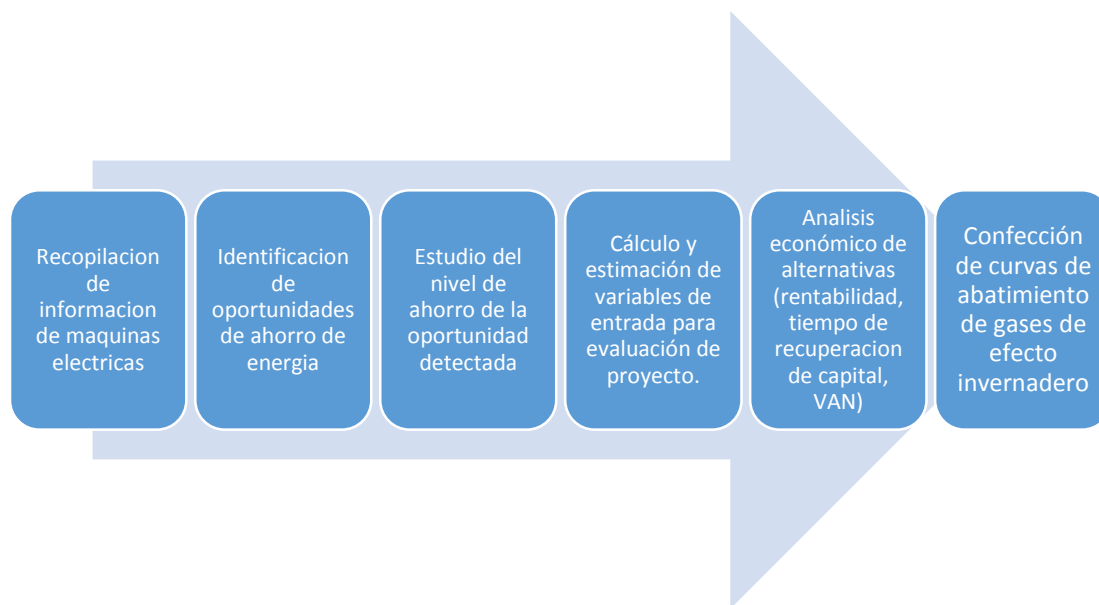 Recopilacion
de
informacion
de maquinas
electricas
Identificacion
de
oportunidades
de ahorro de
energia
Estudio del
nivel de
ahorro de la
oportunidad
detectada
Cálculo y
estimación de
variables de
entrada para
evaluación de
proyecto.
Analisis
económico de
alternativas
(rentabilidad,
tiempo de
recuperacion
de capital,
VAN)
Confección
de curvas de
abatimiento
de gases de
efecto
invernadero